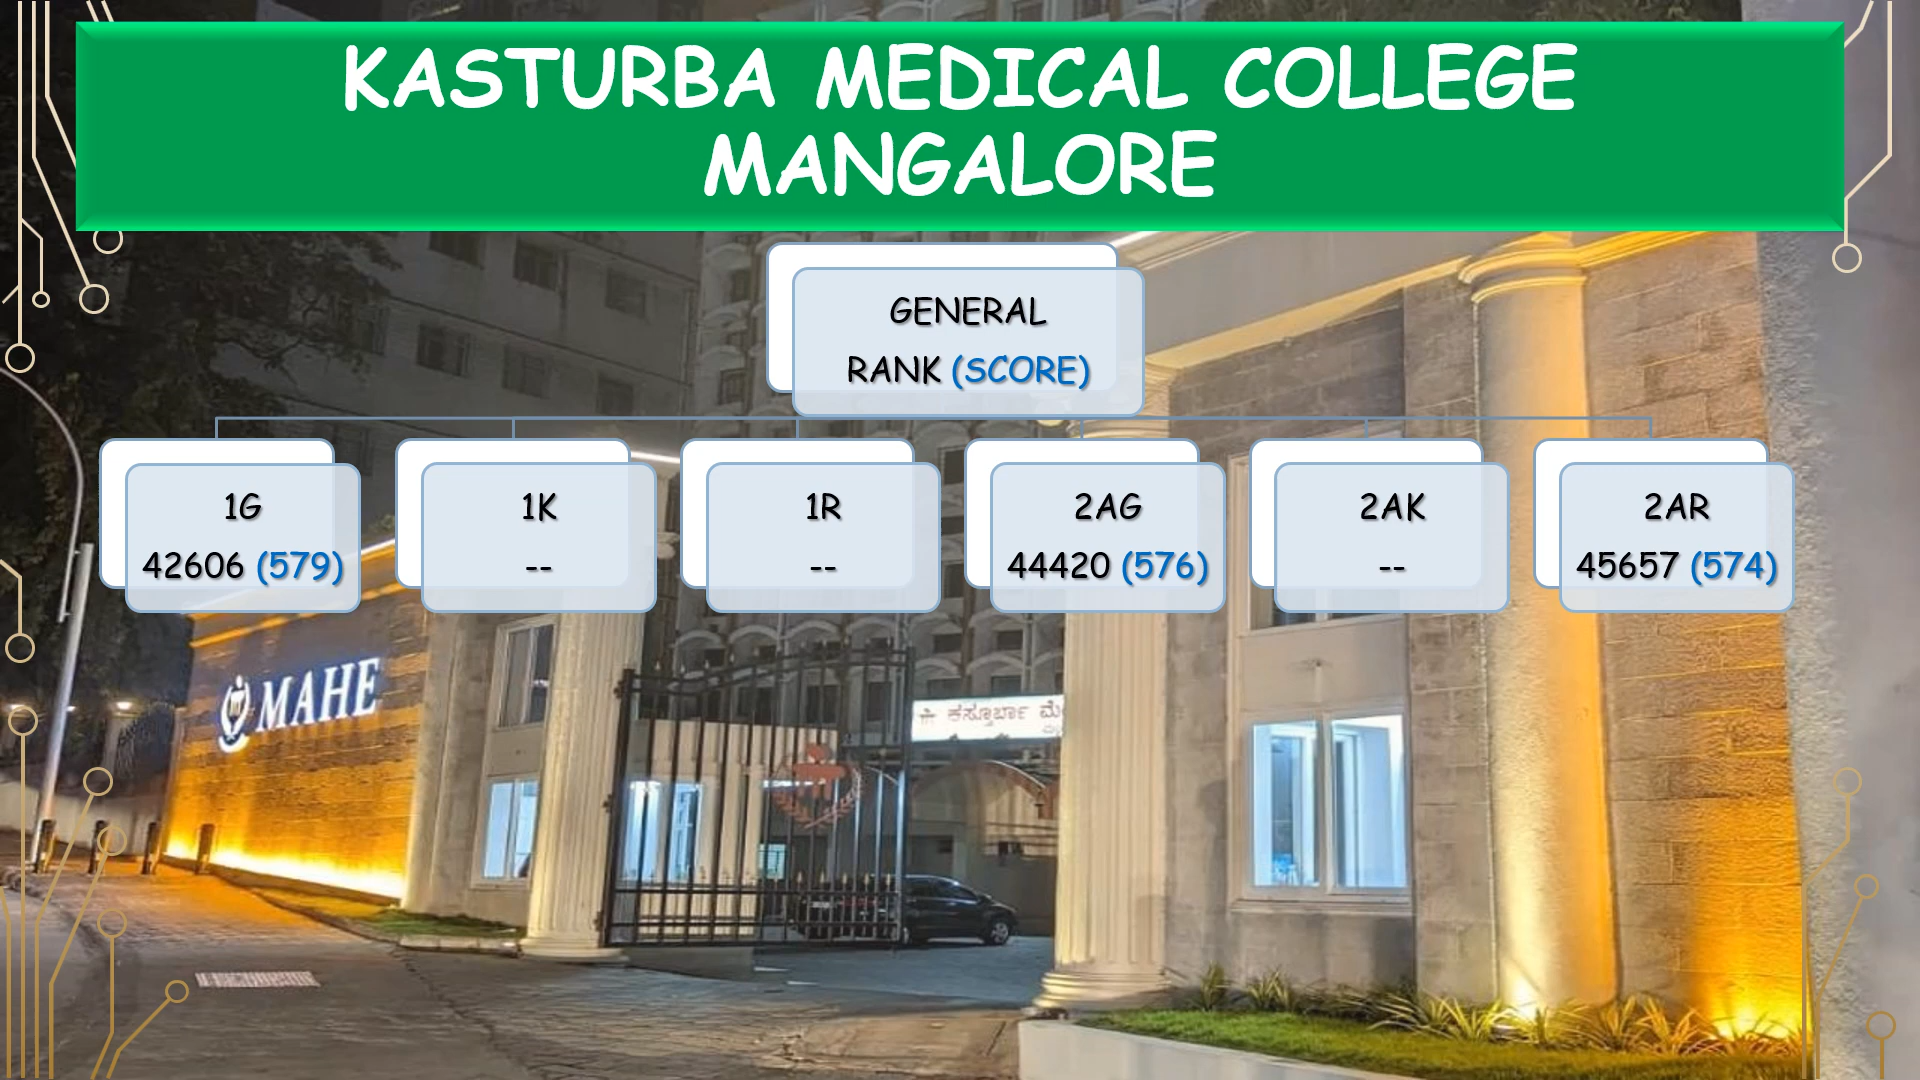 KASTURBA MEDICAL COLLEGE
MANGALORE
GENERAL
RANK (SCORE)
1G
42606 (579)
1K
--
1R
--
2AG
44420 (576)
2AK
--
2AR
45657 (574)
MAHE
ಕಸ್ತೂರ್ಬಾ